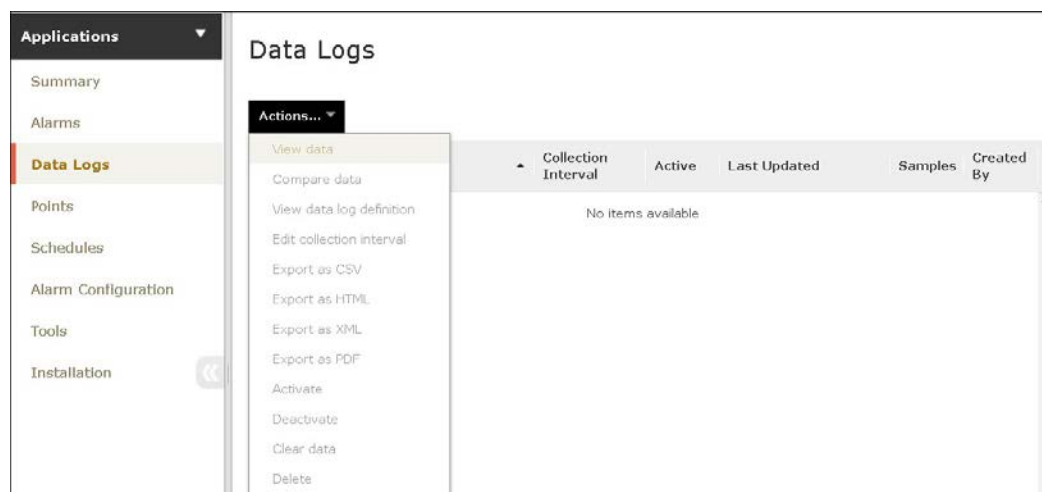 Applications
Summary
Alarms
Data Logs
Points
Schedules
Alarm Configuration
Tools
Installation
Data Logs
Actions...
View data
Compare data
View data log definition
Edit collection interval
Export as CSV
Export as HTML
Export as XML
Export as PDF
Activate
Deactivate
Clear data
Delete
Collection
Interval
Active
Last Updated
Samples
Created
By
No items available